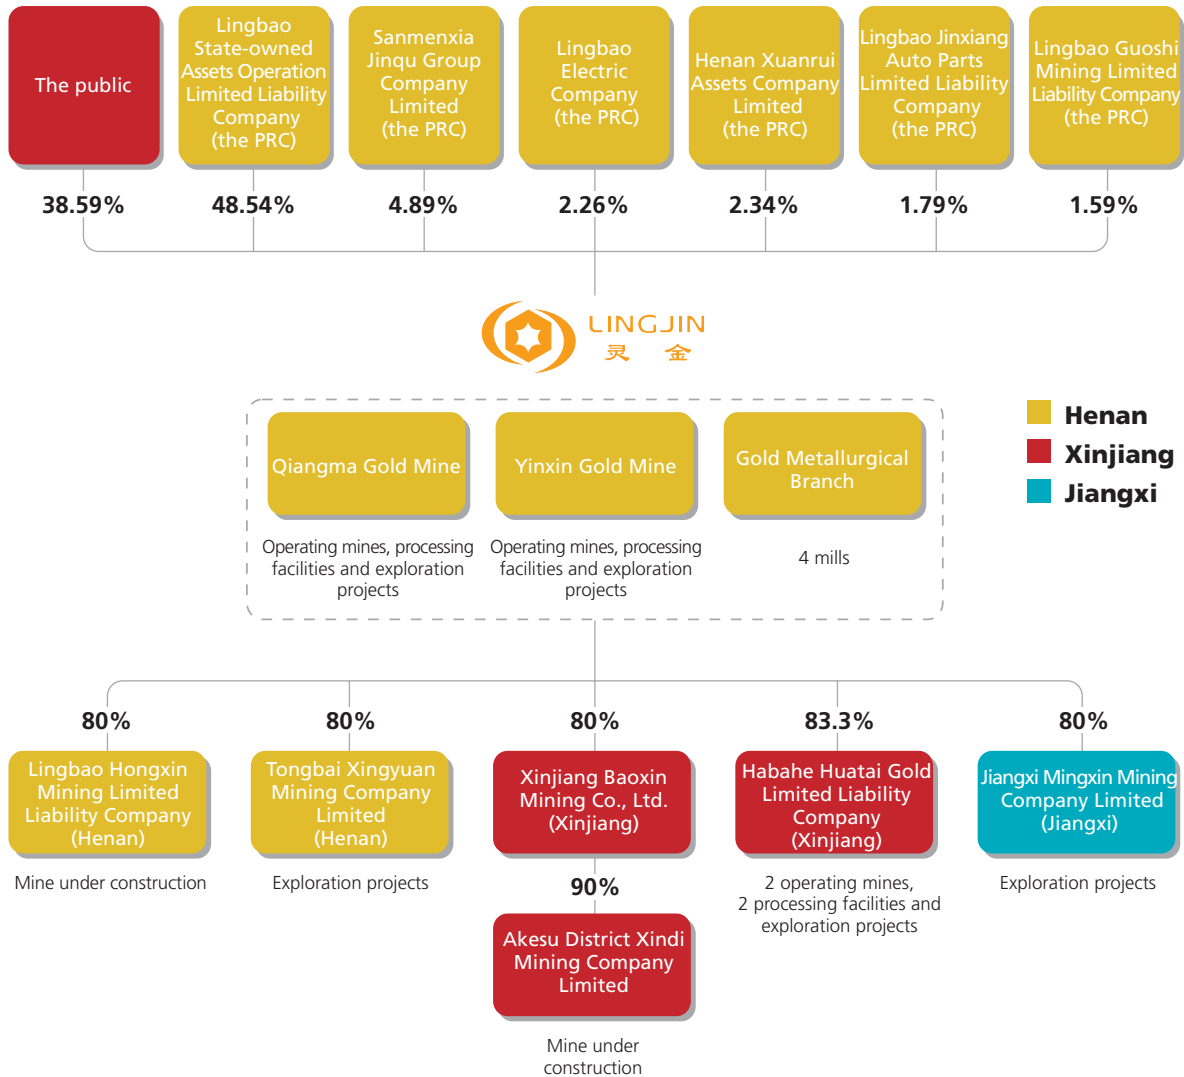 The public
Lingbao
State-owned
Assets Operation
Limited Liability
Company
(the PRC)
Sanmenxia
Jinqu Group
Company
Limited
(the PRC)
Lingbao
Electric
Company
(the PRC)
Henan Xuanrui
Assets Company
Limited
(the PRC)
Lingbao Jinxiang
Auto Parts
Limited Liability
Company
(the PRC)
Lingbao Guoshi
Mining Limited
Liability Company
(the PRC)
38.59%
48.54%
4.89%
2.26%
2.34%
1.79%
1.59%
LINGJIN
灵金
Henan
Xinjiang
Jiangxi
Qiangma Gold Mine
Operating mines, processing
facilities and exploration
projects
Yinxin Gold Mine
Operating mines, processing
facilities and exploration
projects
Gold Metallurgical
Branch
4 mills
80%
Lingbao Hongxin
Mining Limited
Liability Company
(Henan)
Mine under construction
80%
Tongbai Xingyuan
Mining Company
Limited
(Henan)
Exploration projects
80%
Xinjiang Baoxin
Mining Co., Ltd.
(Xinjiang)
90%
Akesu District Xindi
Mining Company
Limited
Mine under
construction
83.3%
Habahe Huatai Gold
Limited Liability
Company
(Xinjiang)
2 operating mines,
2 processing facilities and
exploration projects
80%
Jiangxi Mingxin Mining
Company Limited
(Jiangxi)
Exploration projects